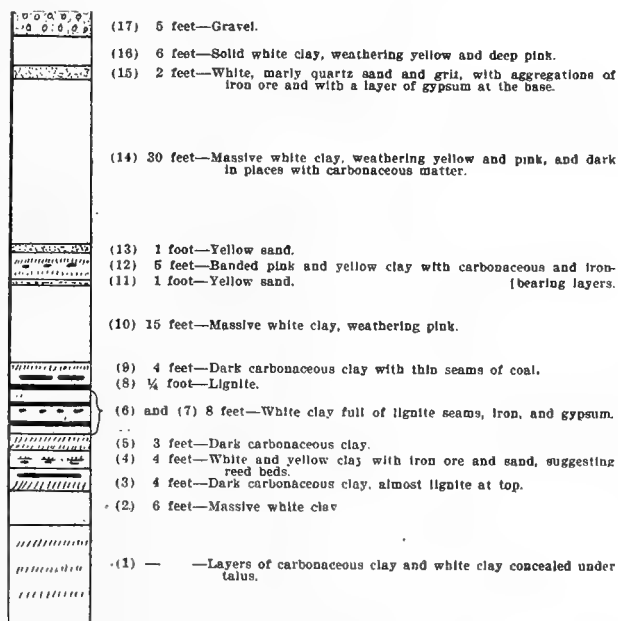 (17) 5 feet—Gravel.
(16) 6 feet—Solid white clay, weathering yellow and deep pink.
(15) 2 feet—White, marly quartz sand and grit, with aggregations of
iron ore and with a layer of gypsum at the base.
(14) 30 feet—Massive white clay, weathering yellow and pink, and dark
in places with carbonaceous matter.
(13) 1 foot—Yellow sand.
(12) 5 feet—Banded pink and yellow clay with carbonaceous and iron-
(11) 1 foot—Yellow sand. [bearing layers.
(10) 15 feet—Massive white clay, weathering pink.
(9) 4 feet—Dark carbonaceous clay with thin seams of coal.
(8) ¼ foot—Lignite.
(6) and (7) 8 feet—White clay full of lignite seams, iron, and gypsum.
(5) 3 feet—Dark carbonaceous clay.
(4) 4 feet—White and yellow clay with iron ore and sand, suggesting
reed beds.
(3) 4 feet—Dark carbonaceous clay, almost lignite at top.
(2) 6 feet—Massive white clay
(1) — —Layers of carbonaceous clay and white clay concealed under
talus.